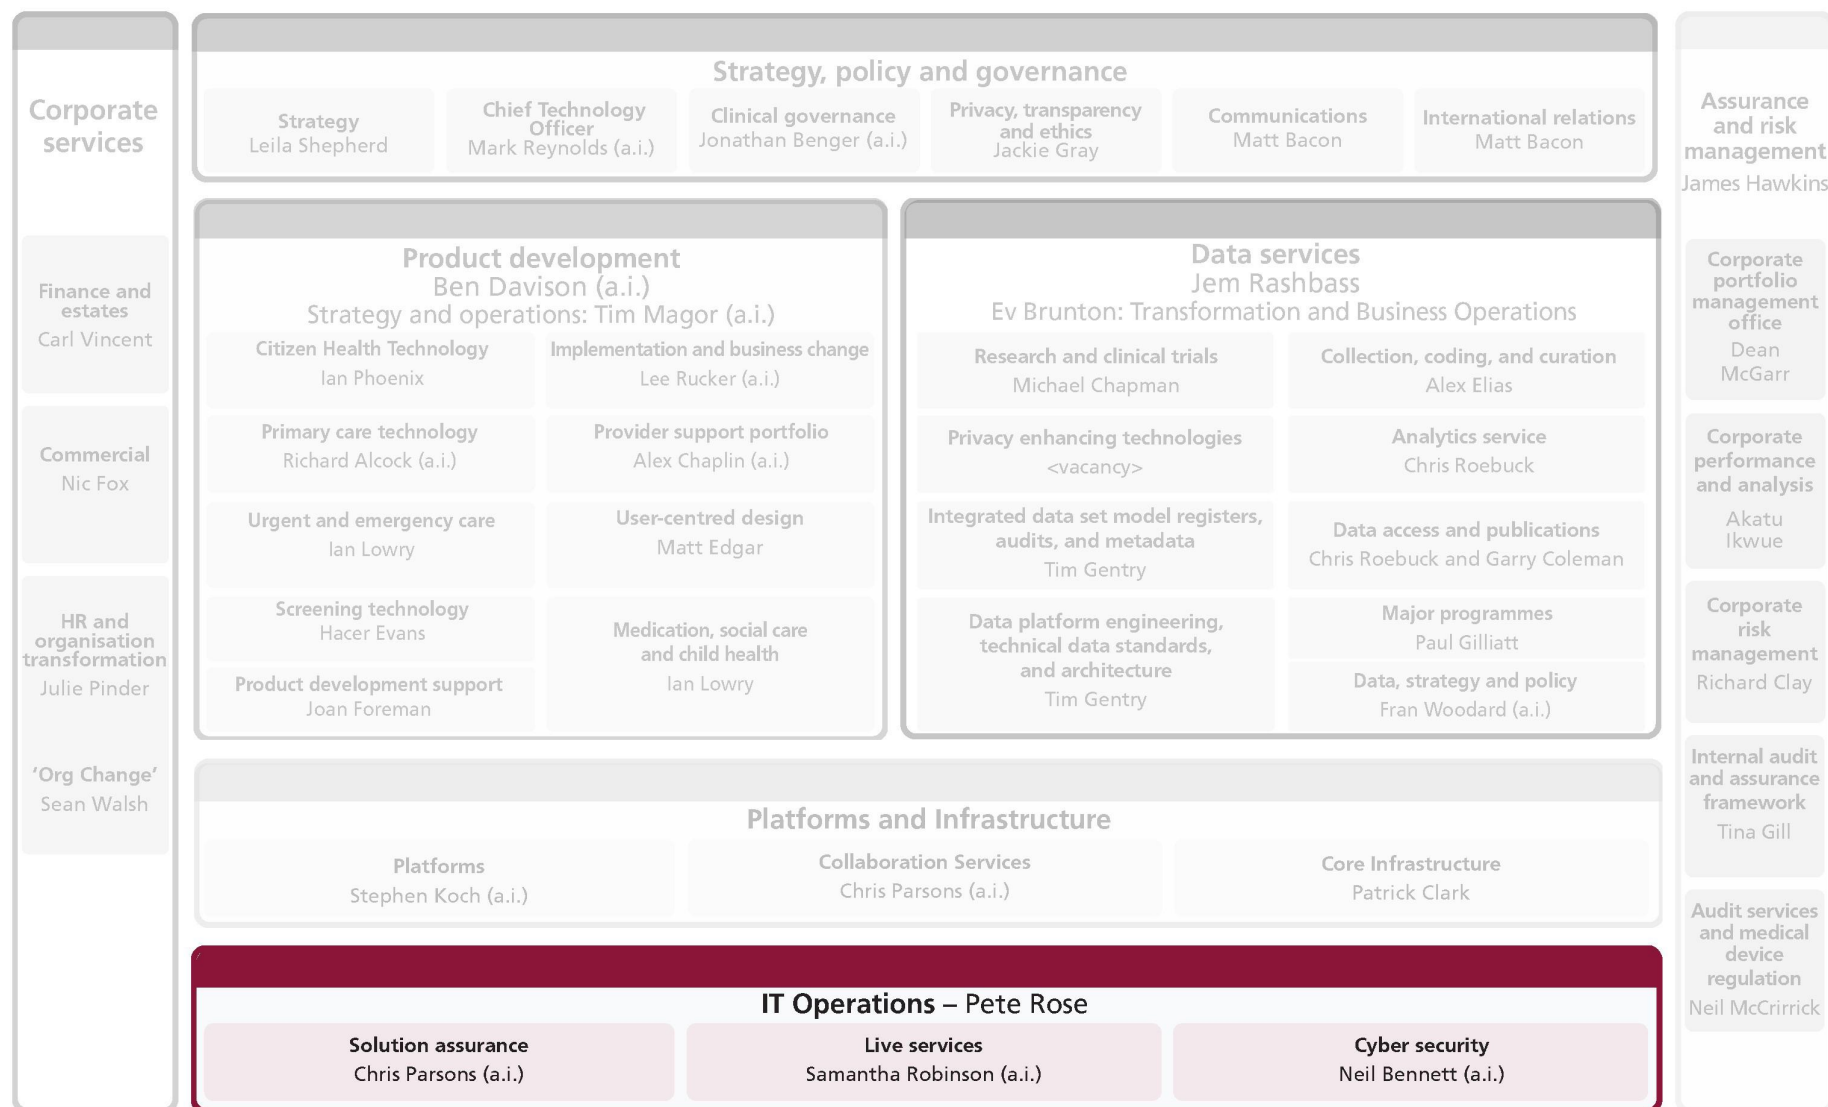 Corporate
services
Finance and
estates
Carl Vincent
Commercial
Nic Fox
HR and
organisation
transformation
Julie Pinder
‘Org Change’
Sean Walsh
Strategy, policy and governance
Strategy
Leila Shepherd
Chief Technology
Officer
Mark Reynolds (a.i.)
Clinical governance
Jonathan Benger (a.i.)
Privacy, transparency
and ethics
Jackie Gray
Communications
Matt Bacon
International relations
Matt Bacon
Product development
Ben Davison (a.i.)
Strategy and operations: Tim Magor (a.i.)
Citizen Health Technology
Ian Phoenix
Implementation and business change
Lee Rucker (a.i.)
Primary care technology
Richard Alcock (a.i.)
Provider support portfolio
Alex Chaplin (a.i.)
Urgent and emergency care
Ian Lowry
User-centred design
Matt Edgar
Screening technology
Hacer Evans
Medication, social care
and child health
Ian Lowry
Product development support
Joan Foreman
Data services
Jem Rashbass
Ev Brunton: Transformation and Business Operations
Research and clinical trials
Michael Chapman
Collection, coding, and curation
Alex Elias
Privacy enhancing technologies
<vacancy>
Analytics service
Chris Roebuck
Integrated data set model registers,
audits, and metadata
Tim Gentry
Data access and publications
Chris Roebuck and Garry Coleman
Data platform engineering,
technical data standards,
and architecture
Tim Gentry
Major programmes
Paul Gilliatt
Data, strategy and policy
Fran Woodard (a.i.)
Platforms and Infrastructure
Platforms
Stephen Koch (a.i.)
Collaboration Services
Chris Parsons (a.i.)
Core Infrastructure
Patrick Clark
IT Operations – Pete Rose
Solution assurance
Chris Parsons (a.i.)
Live services
Samantha Robinson (a.i.)
Cyber security
Neil Bennett (a.i.)
Assurance
and risk
management
James Hawkins
Corporate
portfolio
management
office
Dean
McGarr
Corporate
performance
and analysis
Akatu
Ikwue
Corporate
risk
management
Richard Clay
Internal audit
and assurance
framework
Tina Gill
Audit services
and medical
device
regulation
Neil McCrirrick